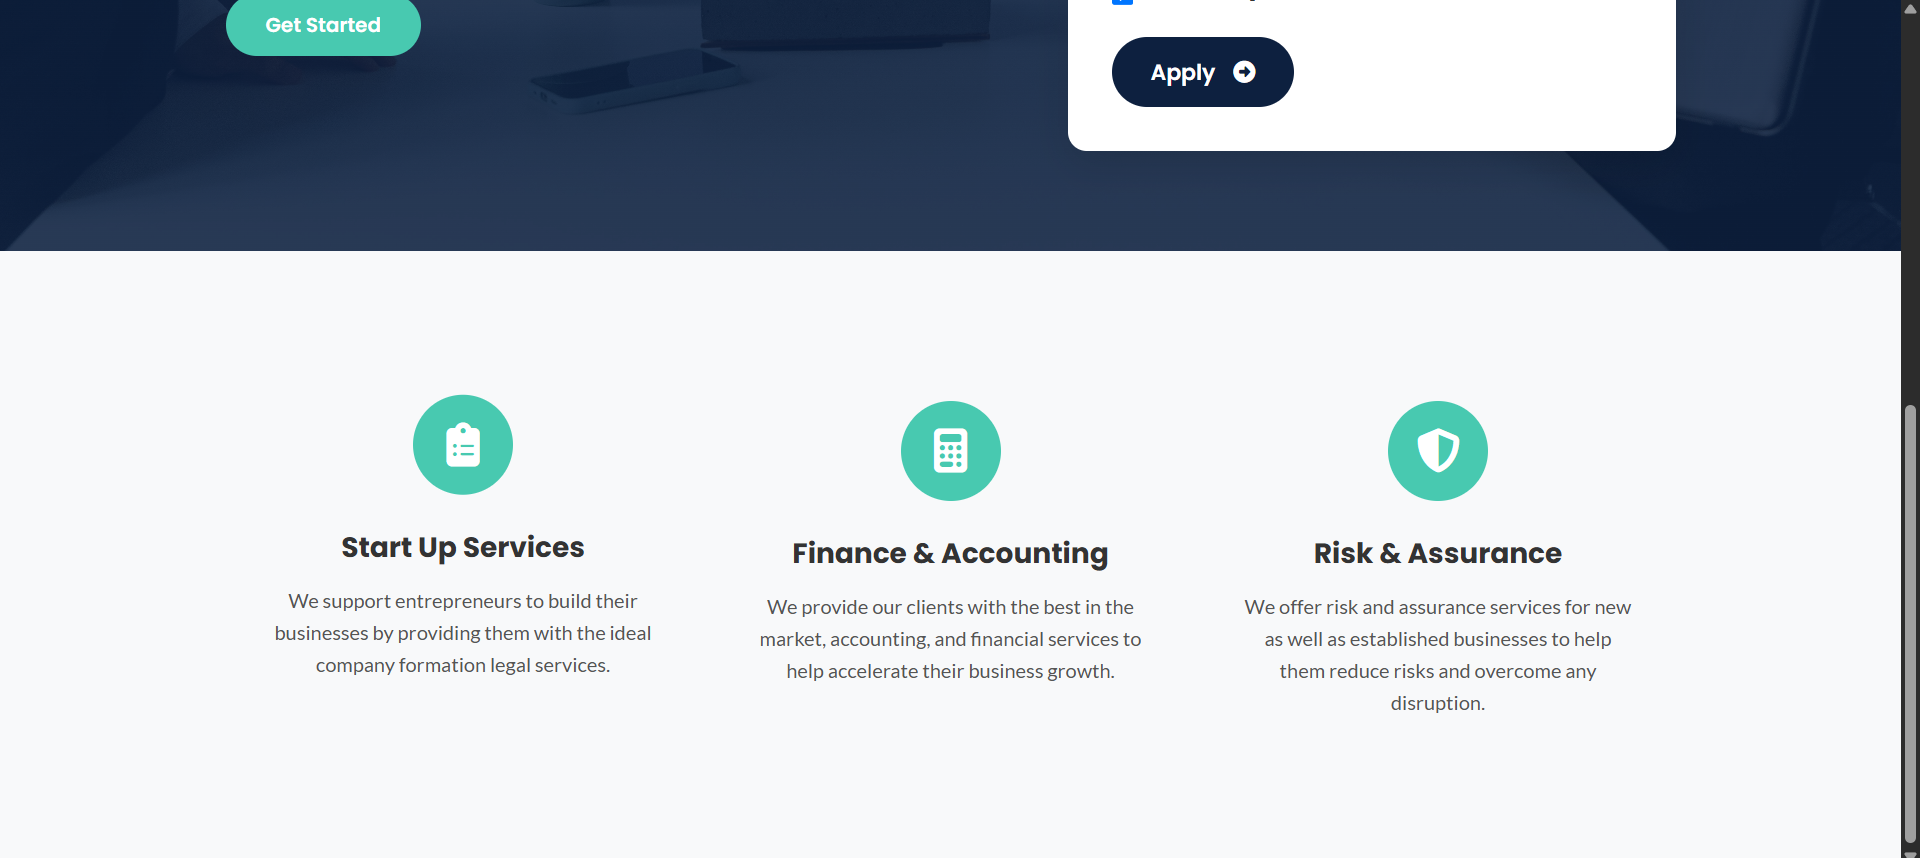 Get Started
Apply
Start Up Services
We support entrepreneurs to build their
businesses by providing them with the ideal
company formation legal services.
Finance & Accounting
We provide our clients with the best in the
market, accounting, and financial services to
help accelerate their business growth.
Risk & Assurance
We offer risk and assurance services for new
as well as established businesses to help
them reduce risks and overcome any
disruption.